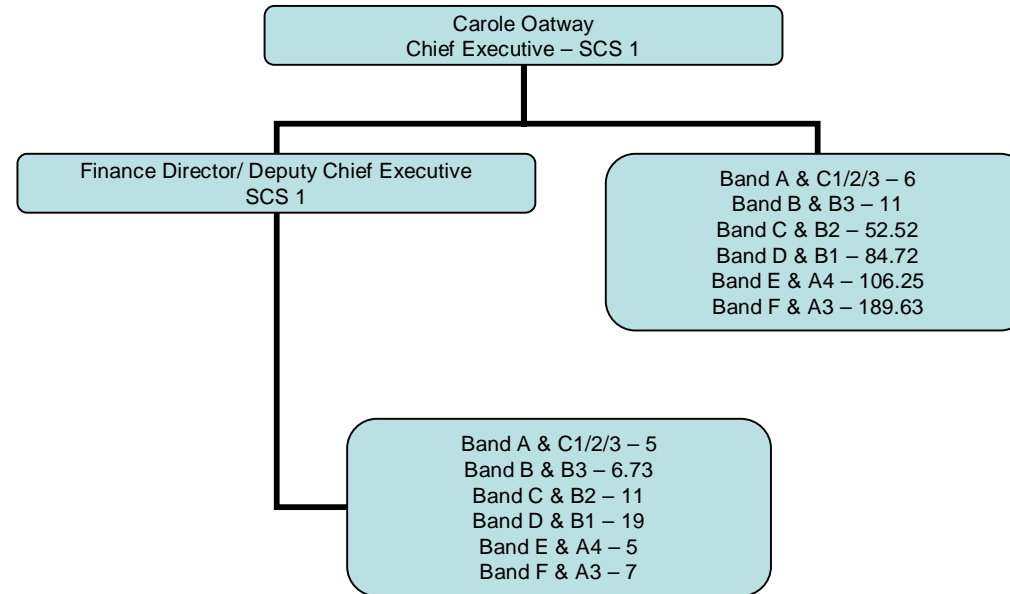 Carole Oatway
Chief Executive – SCS 1
Finance Director/ Deputy Chief Executive
SCS 1
Band A & C1/2/3 – 6
Band B & B3 – 11
Band C & B2 – 52.52
Band D & B1 – 84.72
Band E & A4 – 106.25
Band F & A3 – 189.63
Band A & C1/2/3 – 5
Band B & B3 – 6.73
Band C & B2 – 11
Band D & B1 – 19
Band E & A4 – 5
Band F & A3 – 7